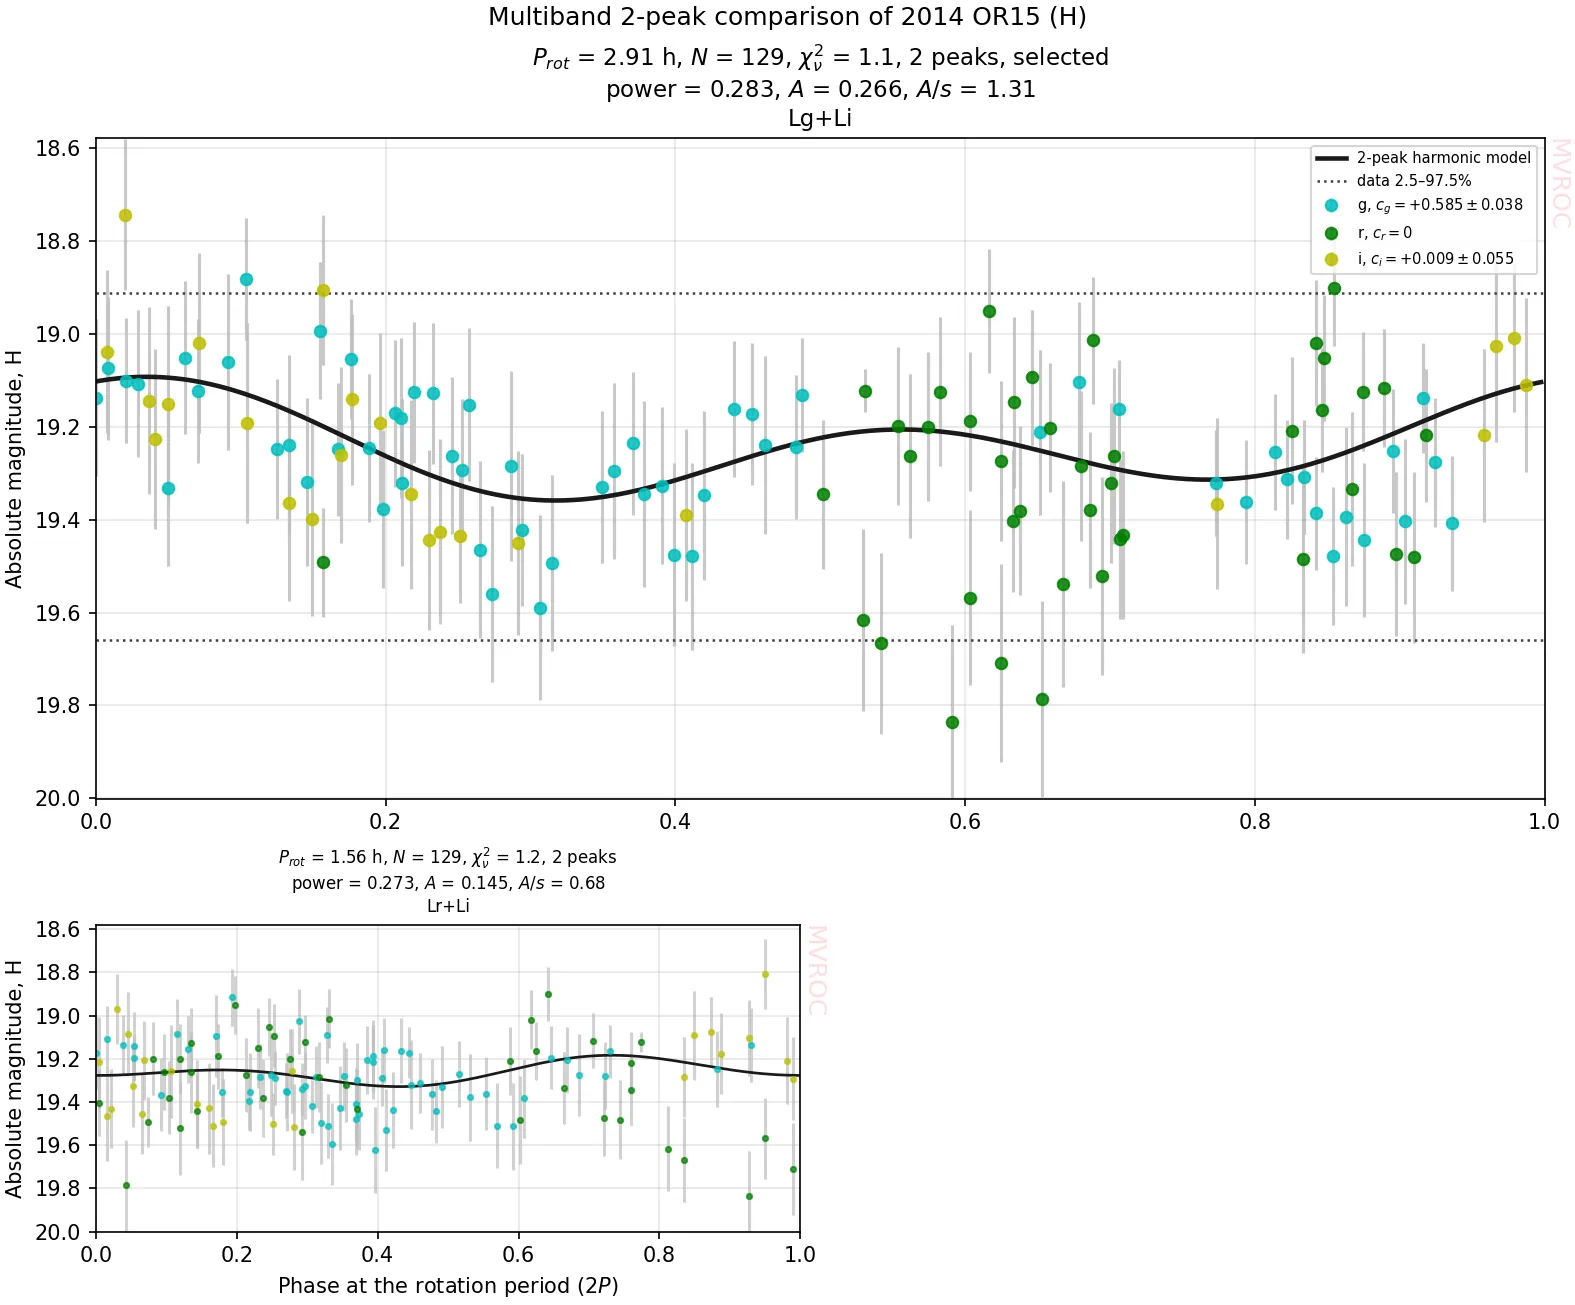 Multiband 2-peak comparison of 2014 OR15 (H)
P_rot = 2.91 h, N = 129, χ²_ν = 1.1, 2 peaks, selected
power = 0.283, A = 0.266, A/s = 1.31
Lg+Li
Absolute magnitude, H
18.6
18.8
19.0
19.2
19.4
19.6
19.8
20.0
0.0 0.2 0.4 0.6 0.8 1.0
2-peak harmonic model
data 2.5–97.5%
g, c_g = +0.585 ± 0.038
r, c_r = 0
i, c_i = +0.009 ± 0.055
MVROC
P_rot = 1.56 h, N = 129, χ²_ν = 1.2, 2 peaks
power = 0.273, A = 0.145, A/s = 0.68
Lr+Li
Absolute magnitude, H
18.6
18.8
19.0
19.2
19.4
19.6
19.8
20.0
0.0 0.2 0.4 0.6 0.8 1.0
Phase at the rotation period (2P)
MVROC